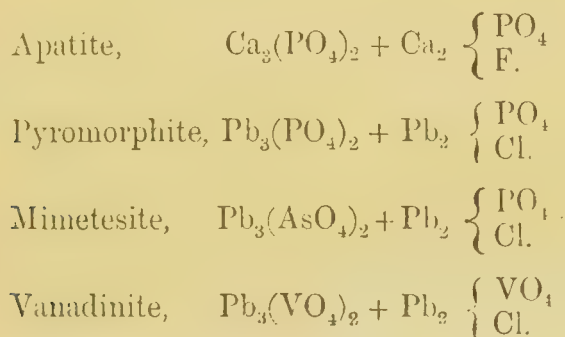 Apatite, Ca₃(PO₄)₂ + Ca₂ { PO₄
F.
Pyromorphite, Pb₃(PO₄)₂ + Pb₂ { PO₄
Cl.
Mimetesite, Pb₃(AsO₄)₂ + Pb₂ { PO₄
Cl.
Vanadinite, Pb₃(VO₄)₂ + Pb₂ { VO₄
Cl.